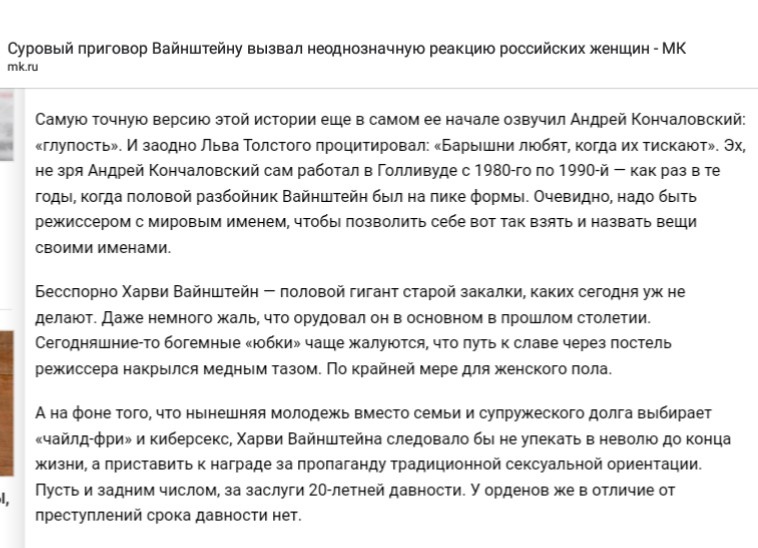 Суровый приговор Вайнштейну вызвал неоднозначную реакцию российских женщин - МК
mk.ru
Самую точную версию этой истории еще в самом ее начале озвучил Андрей Кончаловский:
«глупость». И заодно Льва Толстого процитировал: «Барышни любят, когда их тискают». Эх,
не зря Андрей Кончаловский сам работал в Голливуде с 1980-го по 1990-й — как раз в те
годы, когда половой разбойник Вайнштейн был на пике формы. Очевидно, надо быть
режиссером с мировым именем, чтобы позволить себе вот так взять и назвать вещи
своими именами.
Бесспорно Харви Вайнштейн — половой гигант старой закалки, каких сегодня уж не
делают. Даже немного жаль, что орудовал он в основном в прошлом столетии.
Сегодняшние-то богемные «юбки» чаще жалуются, что путь к славе через постель
режиссера накрылся медным тазом. По крайней мере для женского пола.
А на фоне того, что нынешняя молодежь вместо семьи и супружеского долга выбирает
«чайлд-фри» и киберсекс, Харви Вайнштейна следовало бы не упекать в неволю до конца
жизни, а приставить к награде за пропаганду традиционной сексуальной ориентации.
Пусть и задним числом, за заслуги 20-летней давности. У орденов же в отличие от
преступлений срока давности нет.